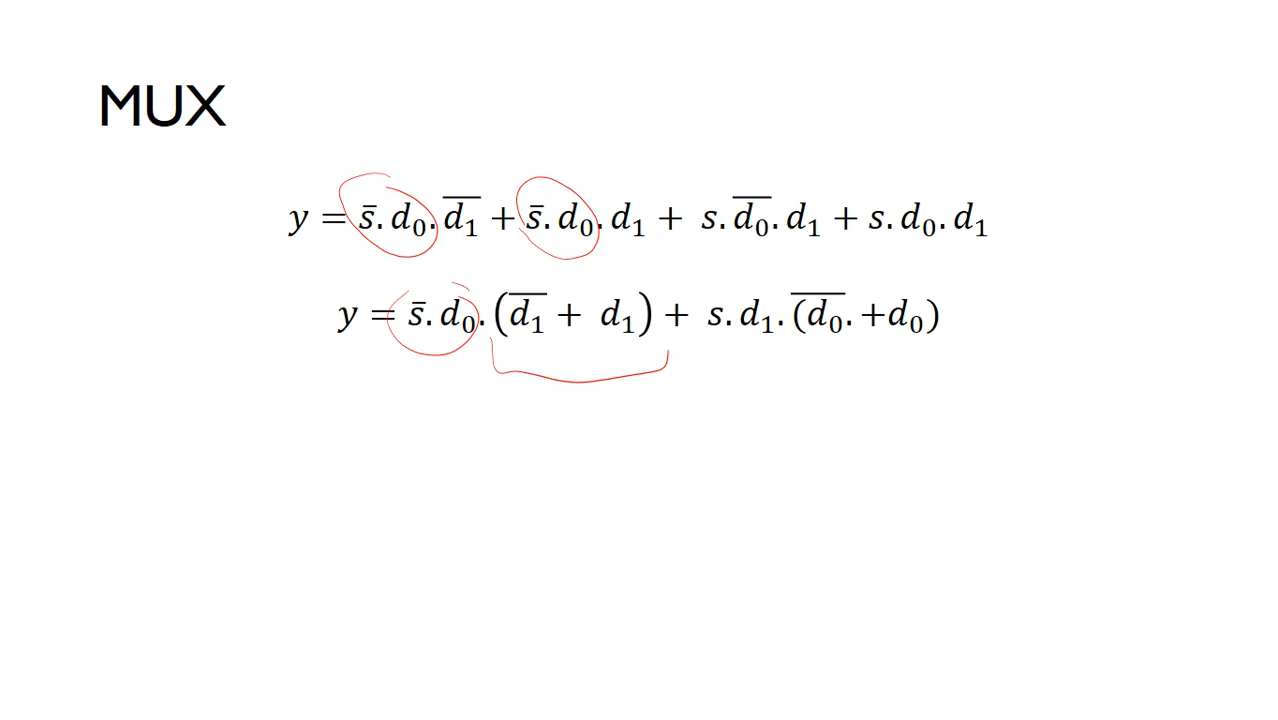 MUX
y = s̅. d₀. d̅₁̅ + s̅. d₀. d₁ + s. d̅₀̅. d₁ + s. d₀. d₁
y = s̅. d₀. (d̅₁̅ + d₁) + s. d₁. (̅d̅₀̅. +d₀)